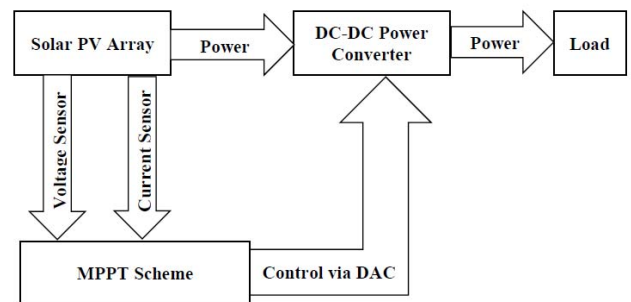 Solar PV Array
Power
DC-DC Power
Converter
Power
Load
Voltage Sensor
Current Sensor
MPPT Scheme
Control via DAC